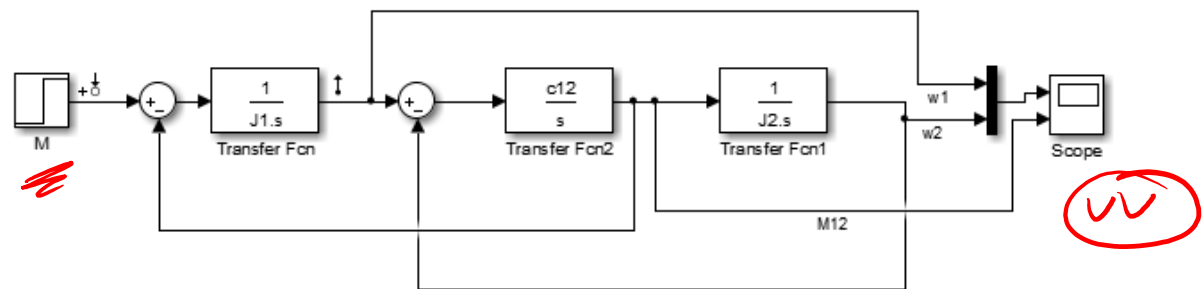 M
+
-
1
J1.s
Transfer Fcn
+
-
c12
s
Transfer Fcn2
1
J2.s
Transfer Fcn1
w1
w2
M12
Scope